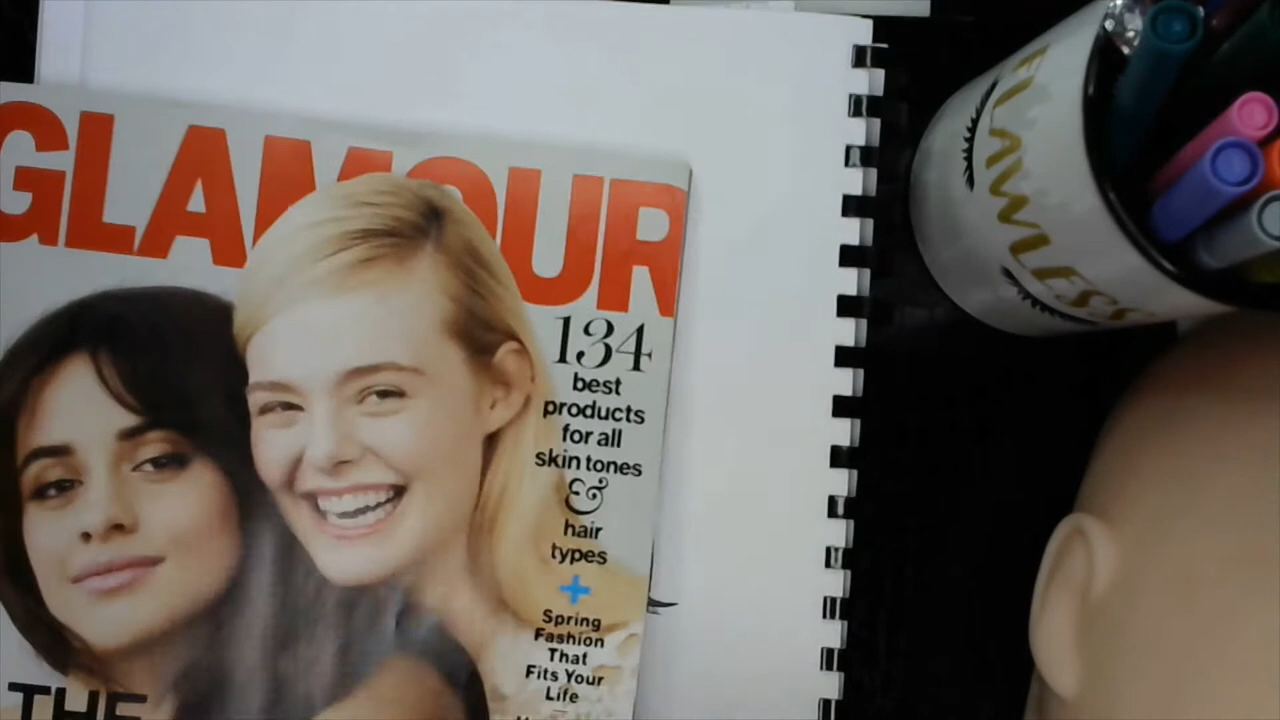 GLAMOUR
134
best
products
for all
skin tones
&
hair
types
+
Spring
Fashion
That
Fits Your
Life
THE
FLAWLESS